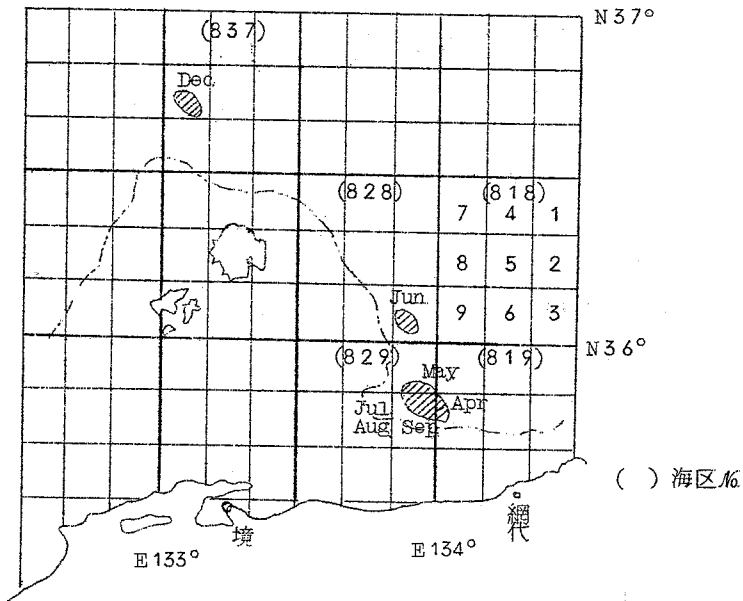 N37°
(837)
Dec
(828)
(818)
7 4 1
8 5 2
Jun
9 6 3
N36°
(829)
(819)
May
Jul
Apr
Aug Sep
( ) 海区№
網代
境
E133°
E134°